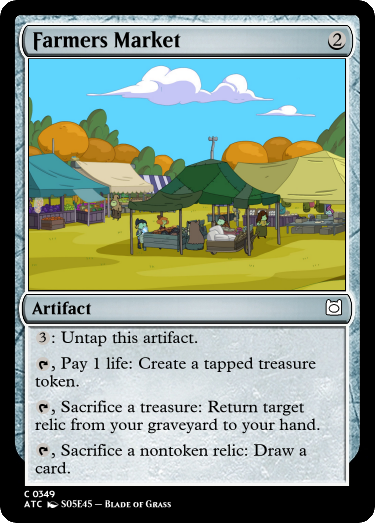 Farmers Market 2
Artifact
3: Untap this artifact.
, Pay 1 life: Create a tapped treasure
token.
, Sacrifice a treasure: Return target
relic from your graveyard to your hand.
, Sacrifice a nontoken relic: Draw a
card.
C 0349
ATC S05E45 – Blade of Grass